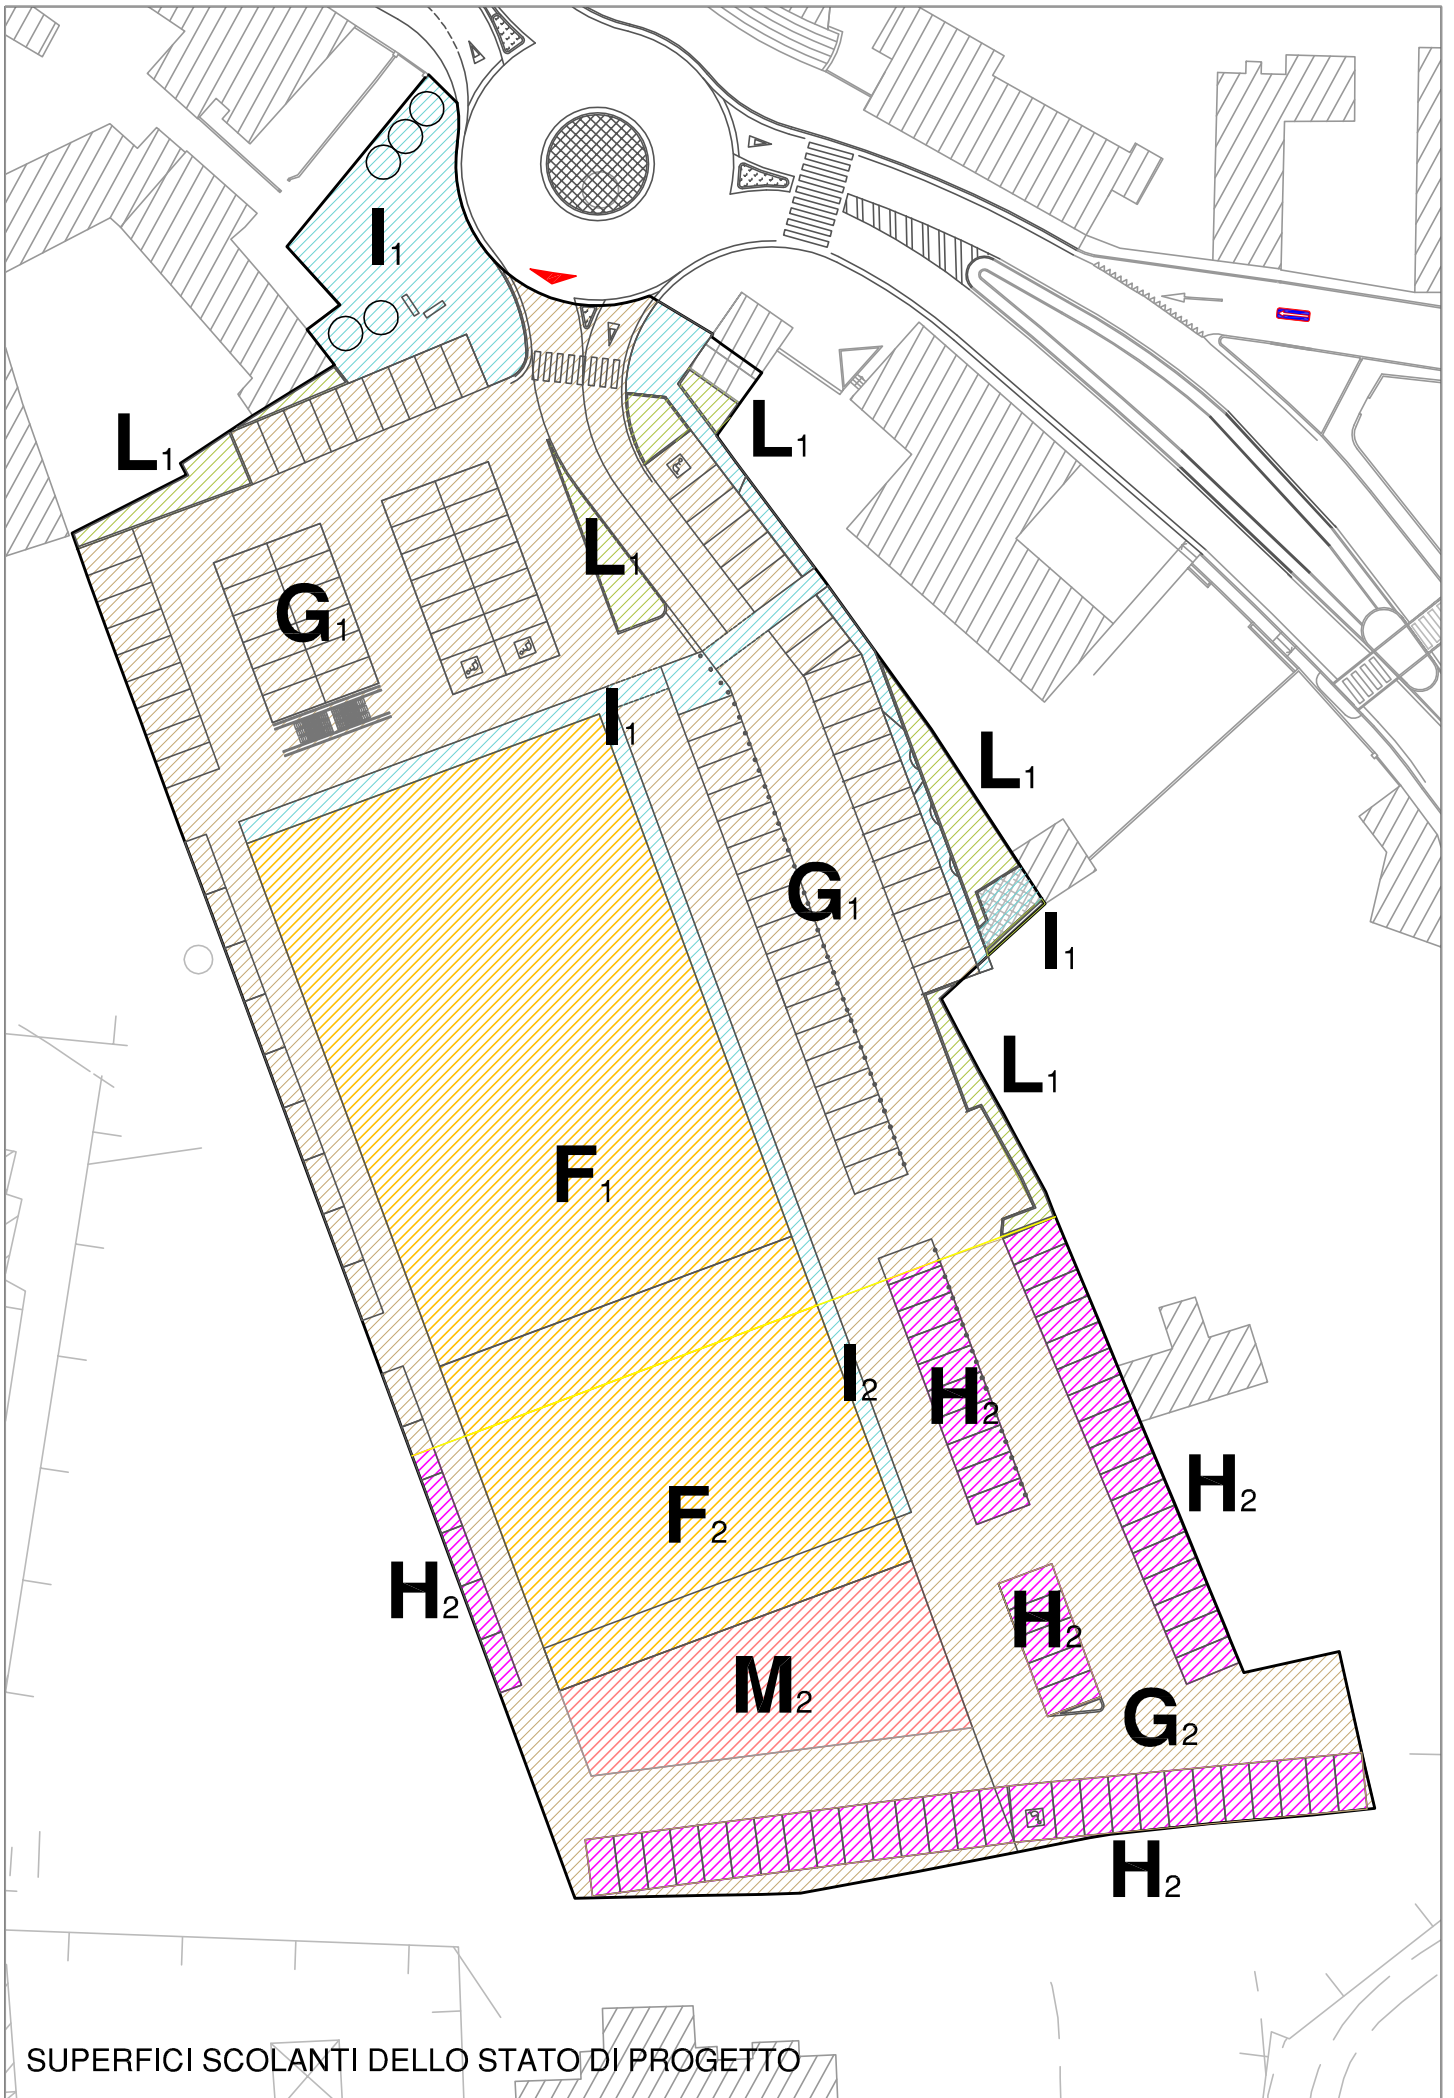 I1
L1
L1
L1
G1
I1
L1
G1
I1
L1
F1
I2
H2
H2
F2
H2
H2
M2
G2
H2
SUPERFICI SCOLANTI DELLO STATO DI PROGETTO